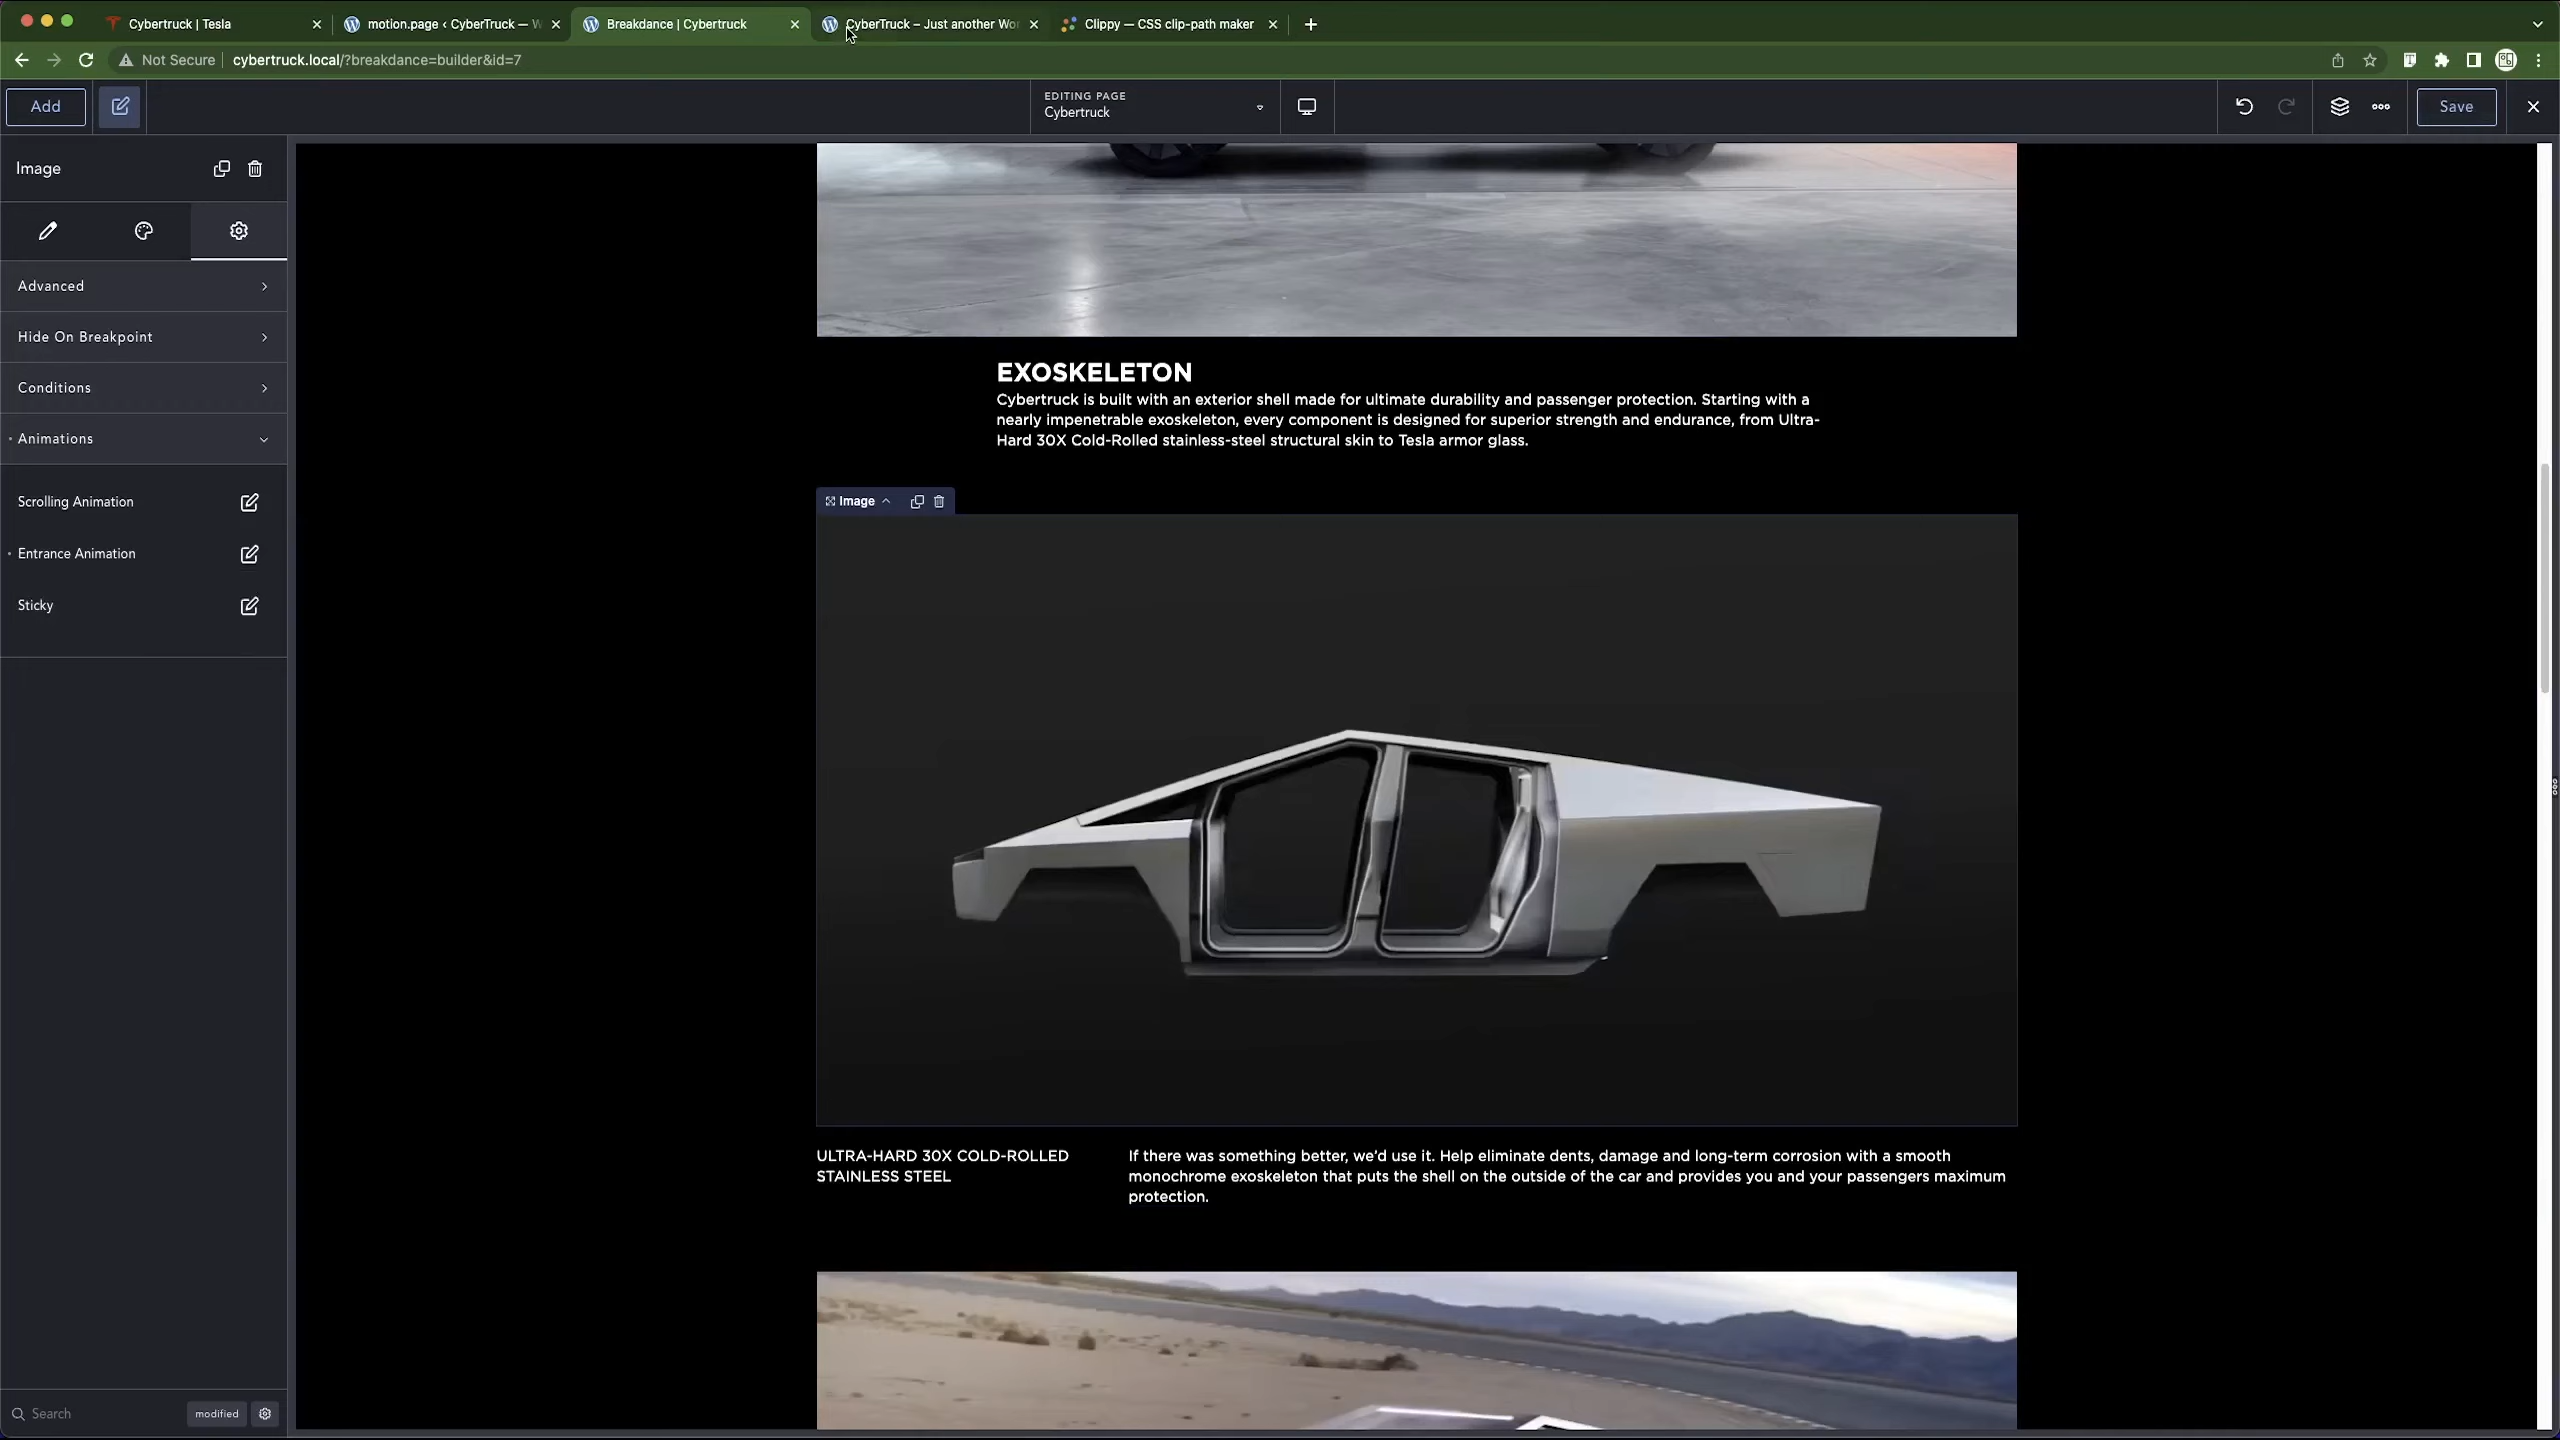 Cybertruck | Tesla
motion.page ‹ CyberTruck — W
Breakdance | Cybertruck
CyberTruck – Just another Wor
Clippy — CSS clip-path maker
Not Secure
cybertruck.local/?breakdance=builder&id=7
Add
EDITING PAGE
Cybertruck
Save
Image
Advanced
Hide On Breakpoint
Conditions
Animations
Scrolling Animation
Entrance Animation
Sticky
Search
modified
EXOSKELETON
Cybertruck is built with an exterior shell made for ultimate durability and passenger protection. Starting with a
nearly impenetrable exoskeleton, every component is designed for superior strength and endurance, from Ultra-
Hard 30X Cold-Rolled stainless-steel structural skin to Tesla armor glass.
Image
ULTRA-HARD 30X COLD-ROLLED
STAINLESS STEEL
If there was something better, we'd use it. Help eliminate dents, damage and long-term corrosion with a smooth
monochrome exoskeleton that puts the shell on the outside of the car and provides you and your passengers maximum
protection.